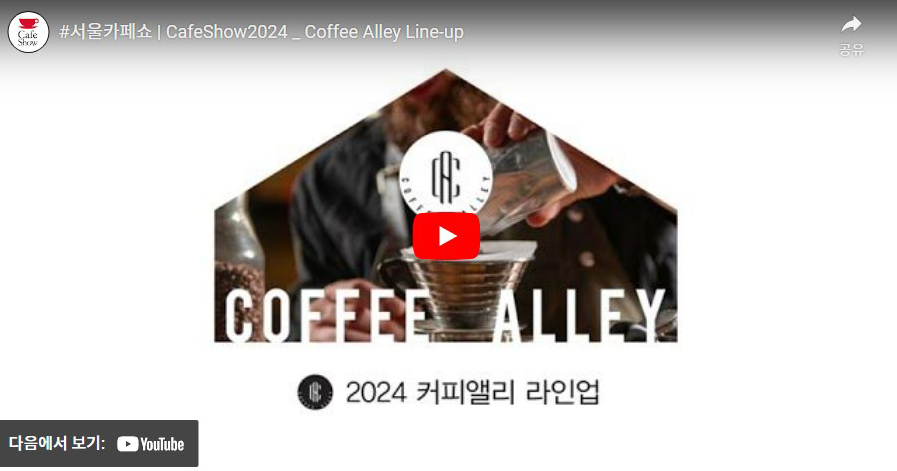 Cafe
Show
#서울카페쇼 | CafeShow2024 _ Coffee Alley Line-up
공유
COFFEE ALLEY
COFFEE ALLEY
2024 커피앨리 라인업
다음에서 보기: YouTube